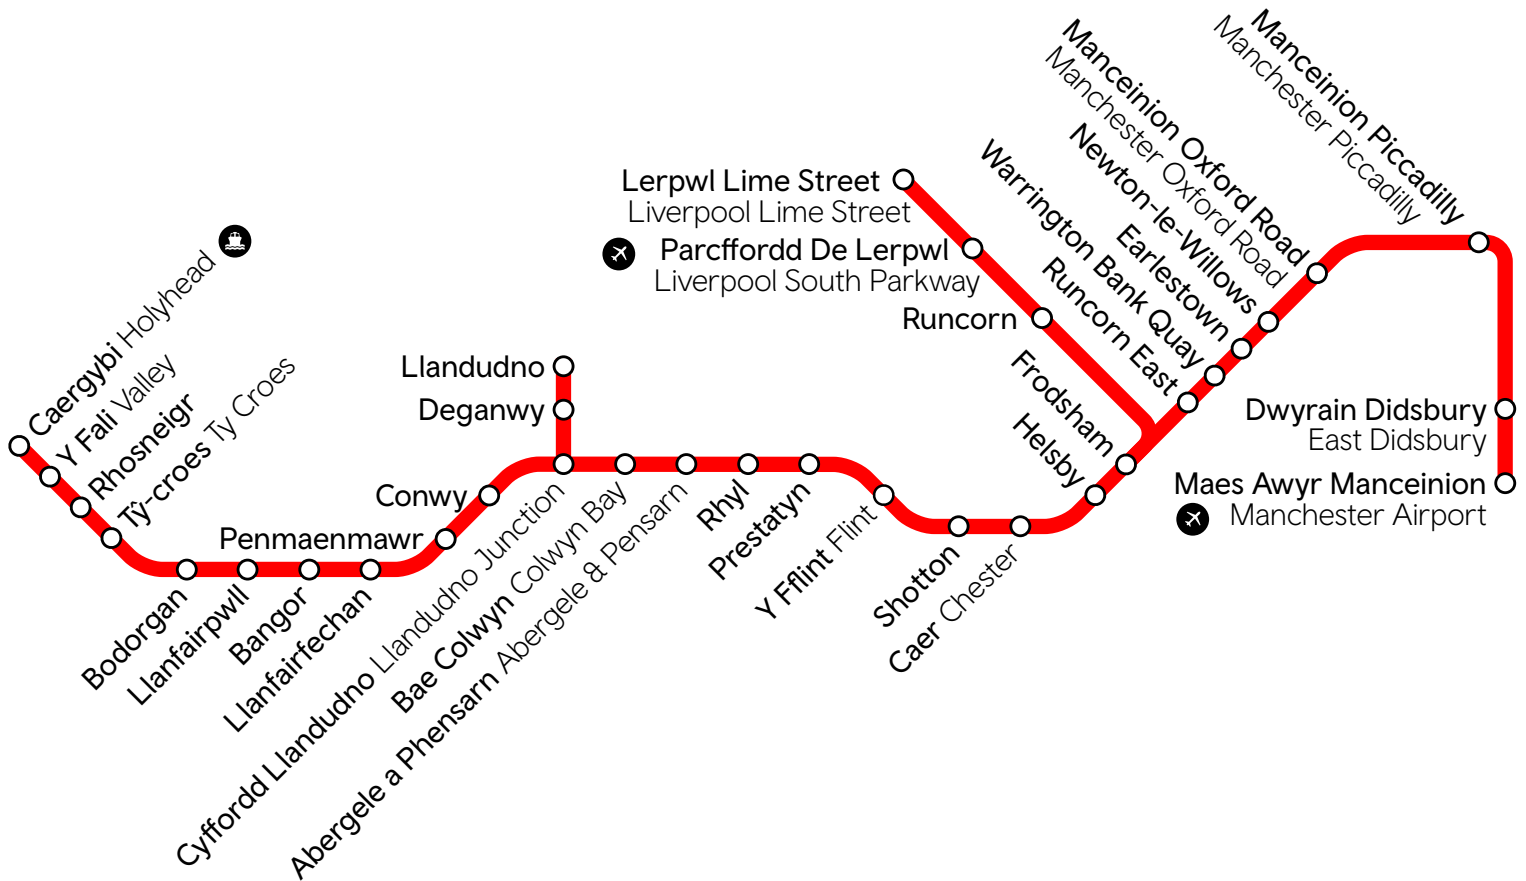 Caergybi Holyhead
Y Fali Valley
Rhosneigr
Tŷ-croes Ty Croes
Bodorgan
Llanfairpwll
Bangor
Llanfairfechan
Penmaenmawr
Conwy
Llandudno
Deganwy
Cyffordd Llandudno Llandudno Junction
Bae Colwyn Colwyn Bay
Abergele a Phensarn Abergele & Pensarn
Rhyl
Prestatyn
Y Fflint Flint
Shotton
Caer Chester
Lerpwl Lime Street
Liverpool Lime Street
Parcffordd De Lerpwl
Liverpool South Parkway
Runcorn
Helsby
Frodsham
Runcorn East
Warrington Bank Quay
Earlestown
Newton-le-Willows
Manceinion Oxford Road
Manchester Oxford Road
Manceinion Piccadilly
Manchester Piccadilly
Dwyrain Didsbury
East Didsbury
Maes Awyr Manceinion
Manchester Airport